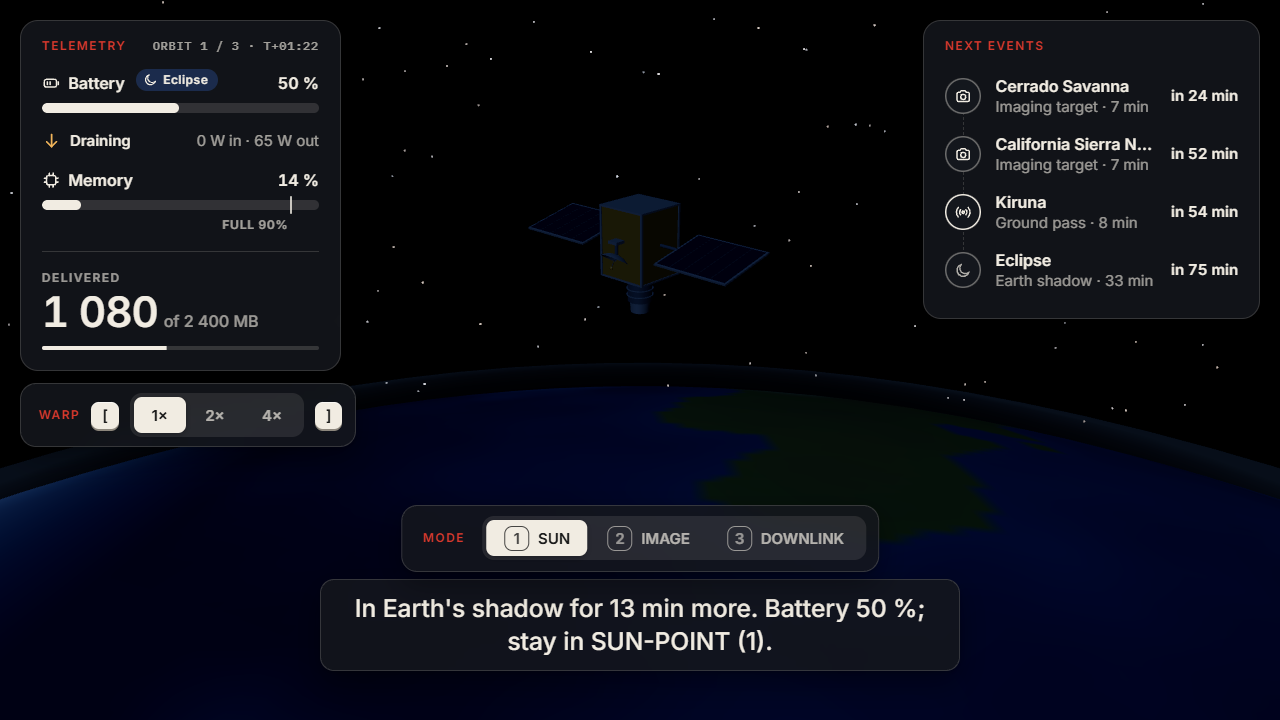 TELEMETRY ORBIT 1 / 3 · T+01:22
Battery Eclipse 50 %
Draining 0 W in · 65 W out
Memory 14 %
FULL 90%
DELIVERED
1 080 of 2 400 MB
WARP [ 1× 2× 4× ]
NEXT EVENTS
Cerrado Savanna
Imaging target · 7 min
in 24 min
California Sierra N...
Imaging target · 7 min
in 52 min
Kiruna
Ground pass · 8 min
in 54 min
Eclipse
Earth shadow · 33 min
in 75 min
MODE 1 SUN 2 IMAGE 3 DOWNLINK
In Earth's shadow for 13 min more. Battery 50 %;
stay in SUN-POINT (1).